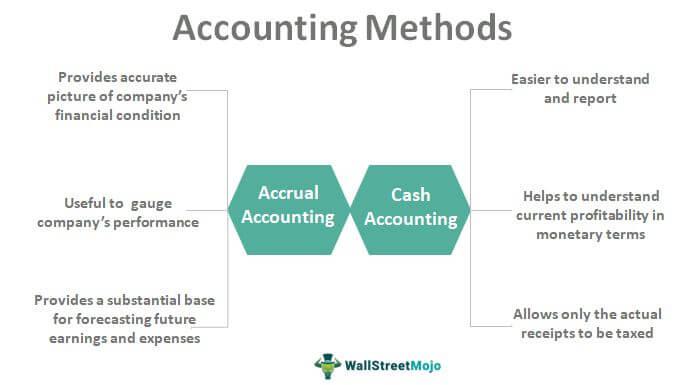 Accounting Methods
Provides accurate
picture of company's
financial condition
Useful to gauge
company's performance
Provides a substantial base
for forecasting future
earnings and expenses
Accrual
Accounting
Cash
Accounting
Easier to understand
and report
Helps to understand
current profitability in
monetary terms
Allows only the actual
receipts to be taxed
WallStreetMojo